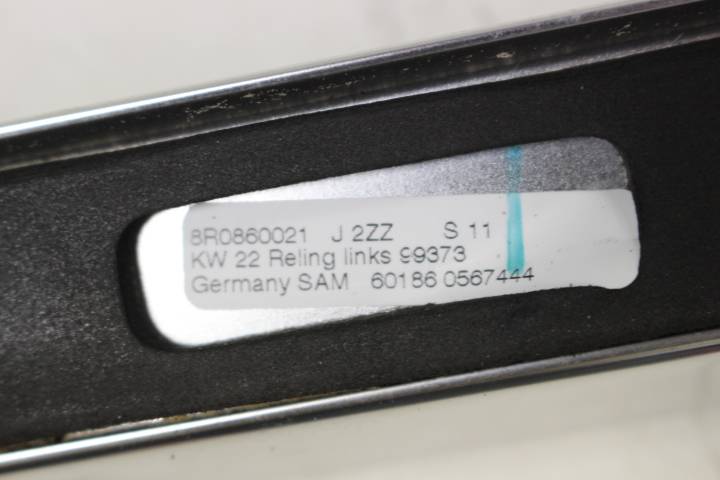 8R0860021 J 2ZZ S 11
KW 22 Reling links 99373
Germany SAM 60186 0567444